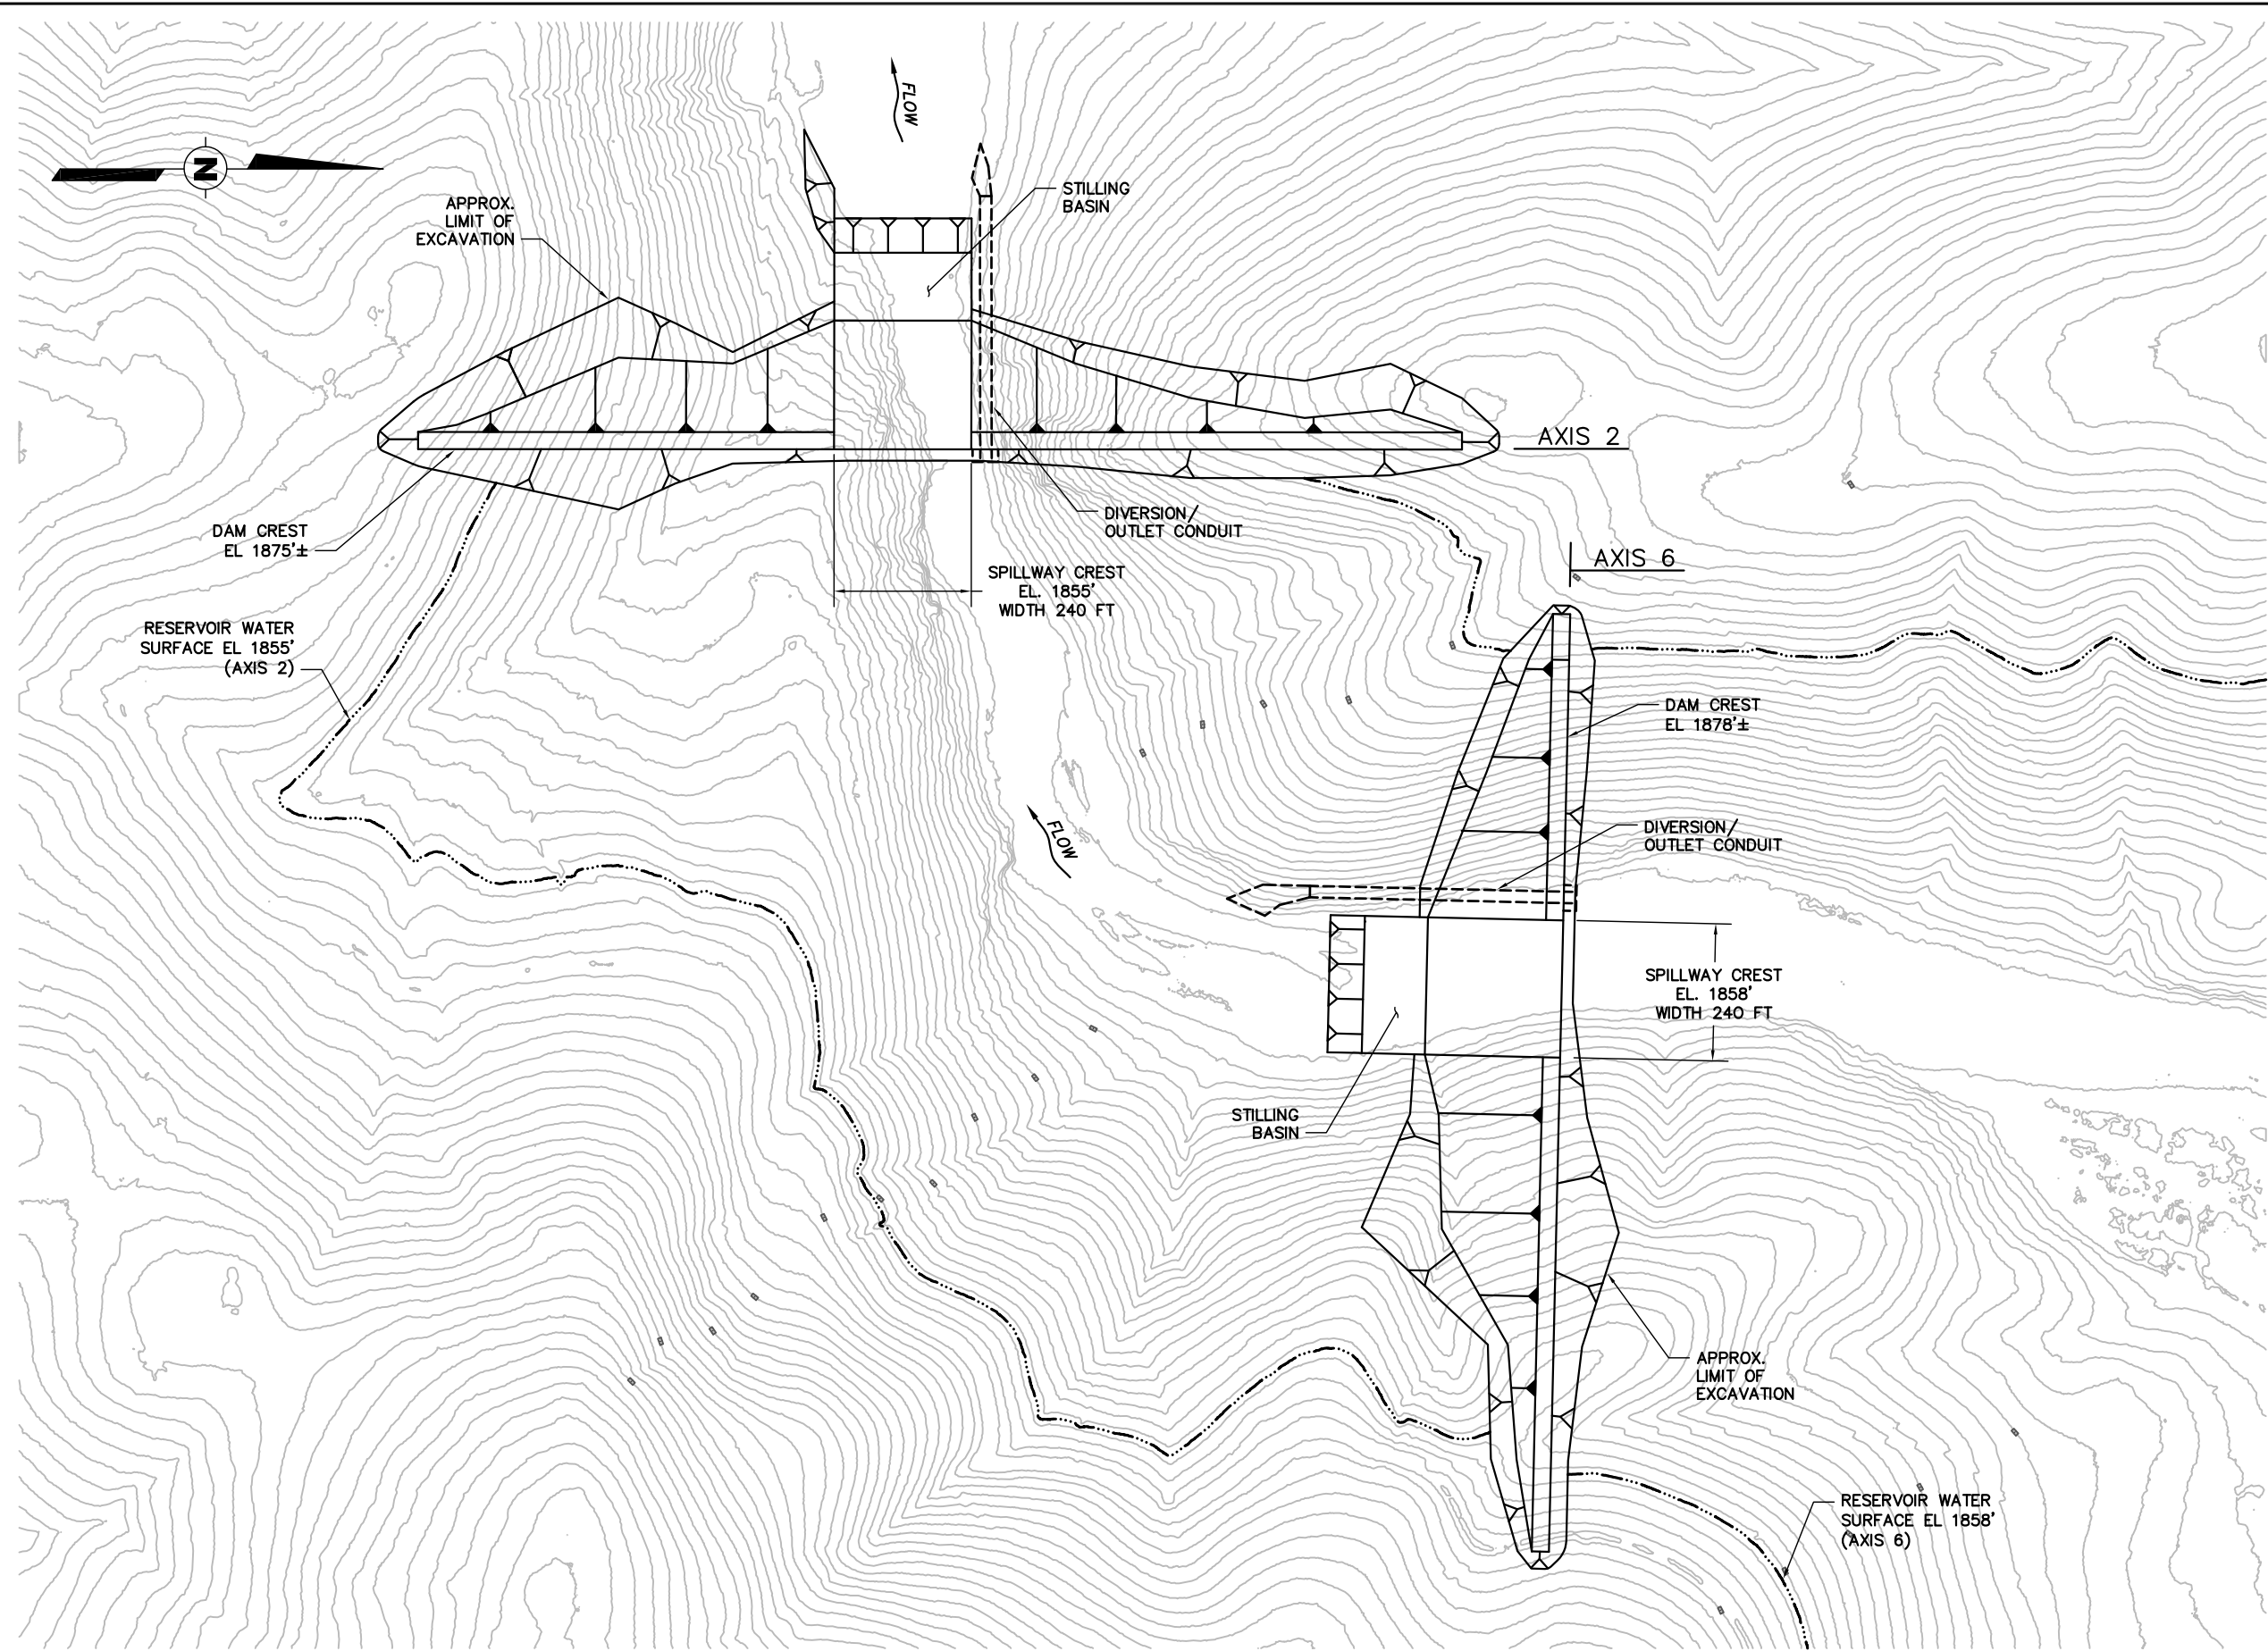 FLOW
N
APPROX.
LIMIT OF
EXCAVATION
STILLING
BASIN
AXIS 2
DAM CREST
EL 1875'±
DIVERSION/
OUTLET CONDUIT
AXIS 6
SPILLWAY CREST
EL. 1855'
WIDTH 240 FT
RESERVOIR WATER
SURFACE EL 1855'
(AXIS 2)
DAM CREST
EL 1878'±
FLOW
DIVERSION/
OUTLET CONDUIT
SPILLWAY CREST
EL. 1858'
WIDTH 240 FT
STILLING
BASIN
APPROX.
LIMIT OF
EXCAVATION
RESERVOIR WATER
SURFACE EL 1858'
(AXIS 6)